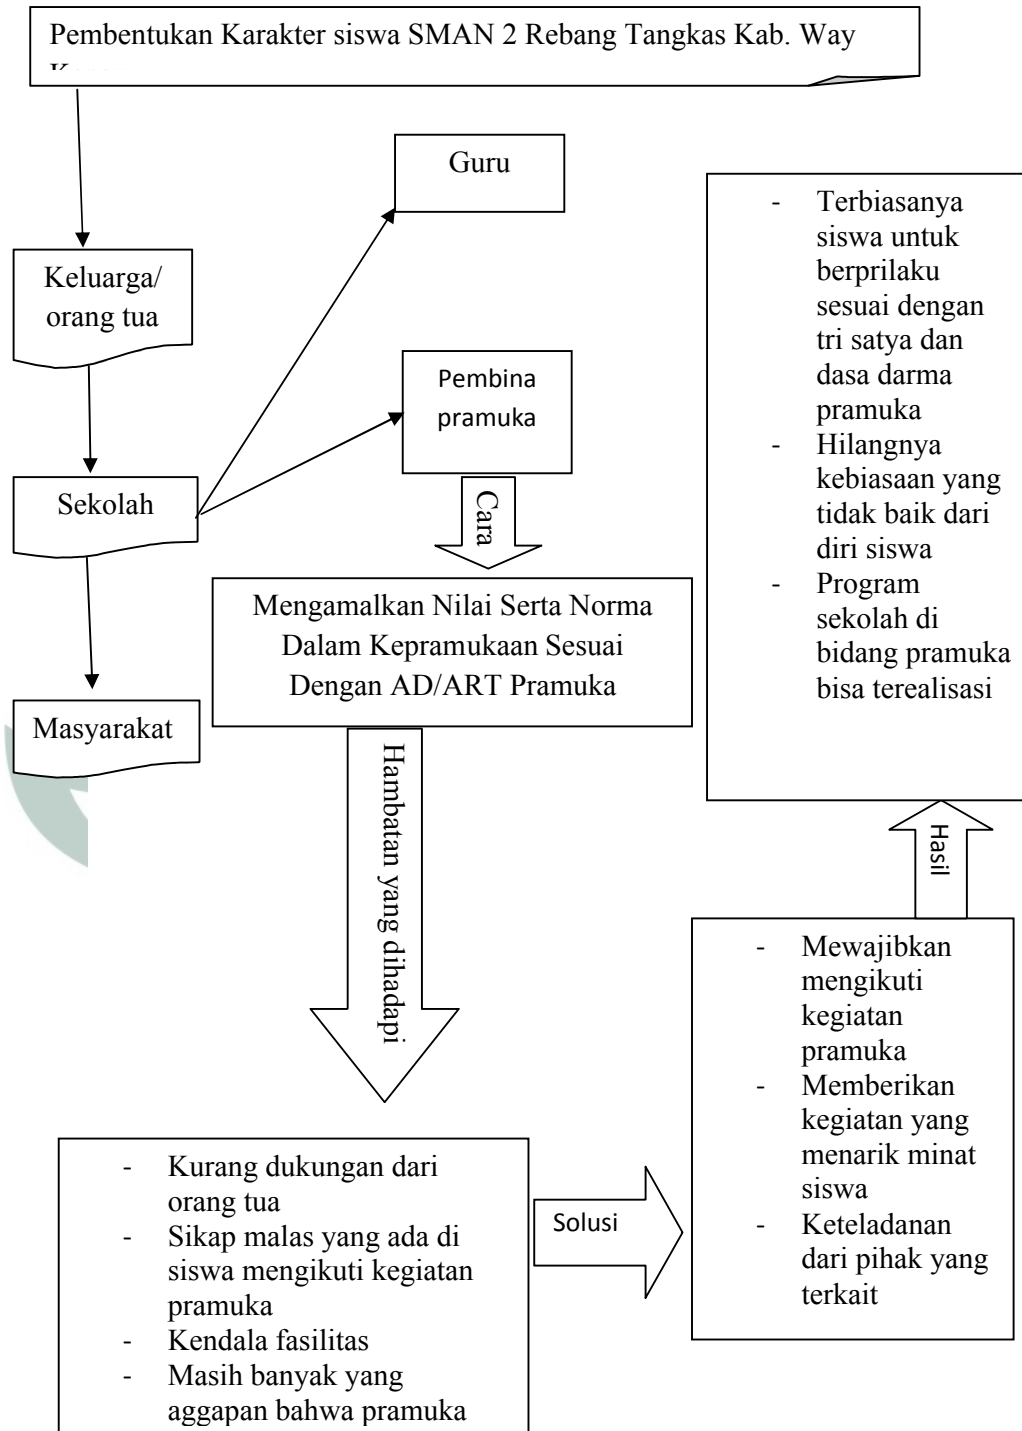 Pembentukan Karakter siswa SMAN 2 Rebang Tangkas Kab. Way
Guru
Keluarga/
orang tua
Pembina
pramuka
Sekolah
Cara
Mengamalkan Nilai Serta Norma
Dalam Kepramukaan Sesuai
Dengan AD/ART Pramuka
Masyarakat
Hambatan yang dihadapi
- Kurang dukungan dari
orang tua
- Sikap malas yang ada di
siswa mengikuti kegiatan
pramuka
- Kendala fasilitas
- Masih banyak yang
aggapan bahwa pramuka
Solusi
- Mewajibkan
mengikuti
kegiatan
pramuka
- Memberikan
kegiatan yang
menarik minat
siswa
- Keteladanan
dari pihak yang
terkait
Hasil
- Terbiasanya
siswa untuk
berprilaku
sesuai dengan
tri satya dan
dasa darma
pramuka
- Hilangnya
kebiasaan yang
tidak baik dari
diri siswa
- Program
sekolah di
bidang pramuka
bisa terealisasi